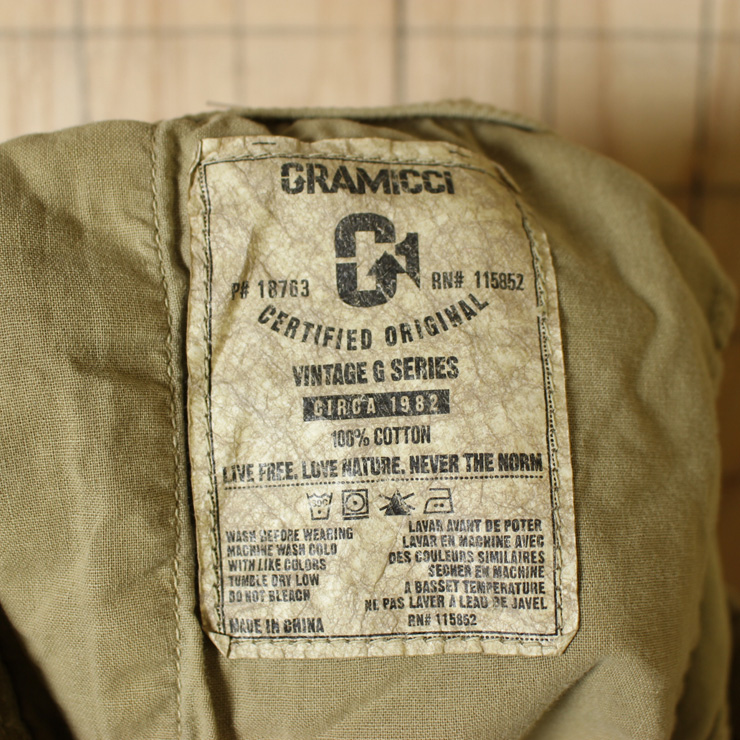 GRAMiCCi
P# 18763
RN# 115852
CERTIFIED ORIGINAL
VINTAGE G SERIES
CIRCA 1982
100% COTTON
LIVE FREE. LOVE NATURE. NEVER THE NORM
30C
WASH BEFORE WEARING
MACHINE WASH COLD
WITH LIKE COLORS
TUMBLE DRY LOW
DO NOT BLEACH
MADE IN CHINA
LAVAR AVANT DE POTER
LAVAR EN MACHINE AVEC
DES COULEURS SIMILAIRES
SECHER EN MACHINE
A BASSET TEMPERATURE
NE PAS LAVER A LEAU DE JAVEL
RN# 115852